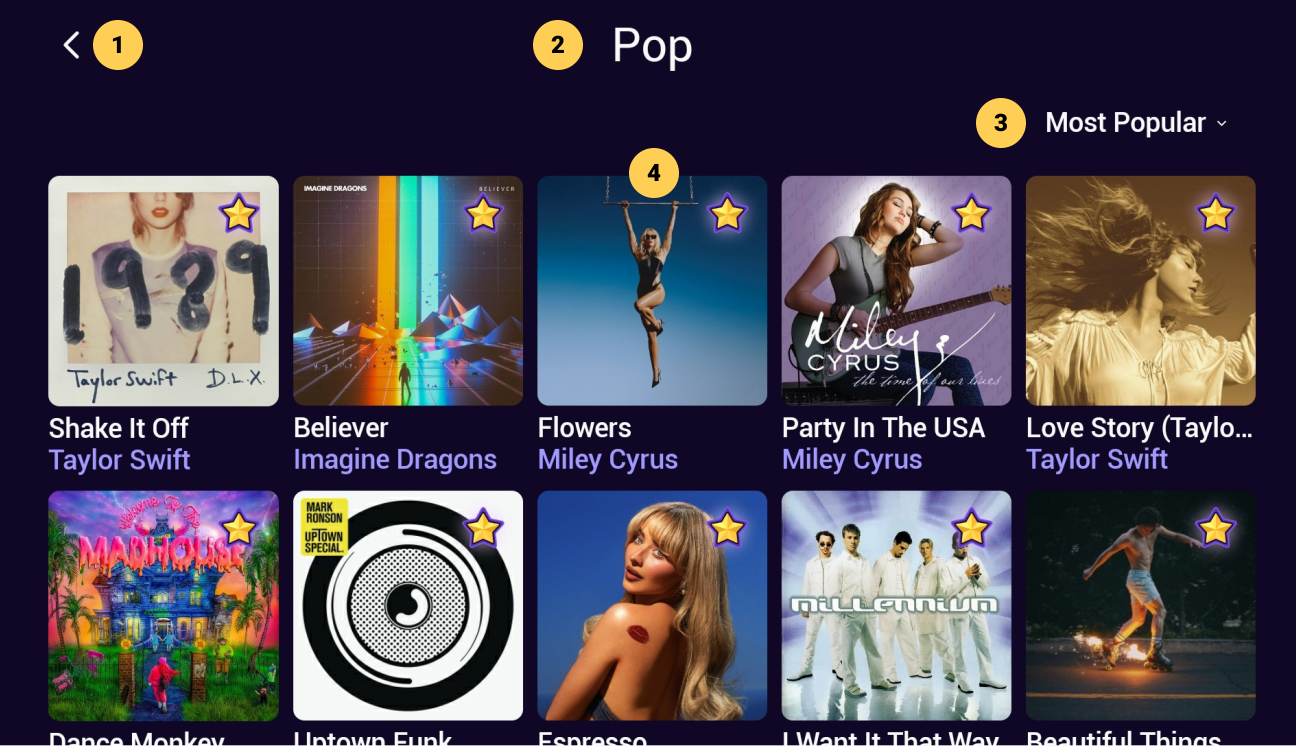 1
2 Pop
3 Most Popular
4
1989
Taylor Swift D.L.X.
IMAGINE DRAGONS
BELIEVER
Miley
CYRUS
the time of our lives
Shake It Off
Taylor Swift
Believer
Imagine Dragons
Flowers
Miley Cyrus
Party In The USA
Miley Cyrus
Love Story (Taylo...
Taylor Swift
Welcome To The
MADHOUSE
MARK
RONSON
UPTOWN
SPECIAL.
millennium
Dance Monkey
Uptown Funk
Espresso
I Want It That Way
Beautiful Things